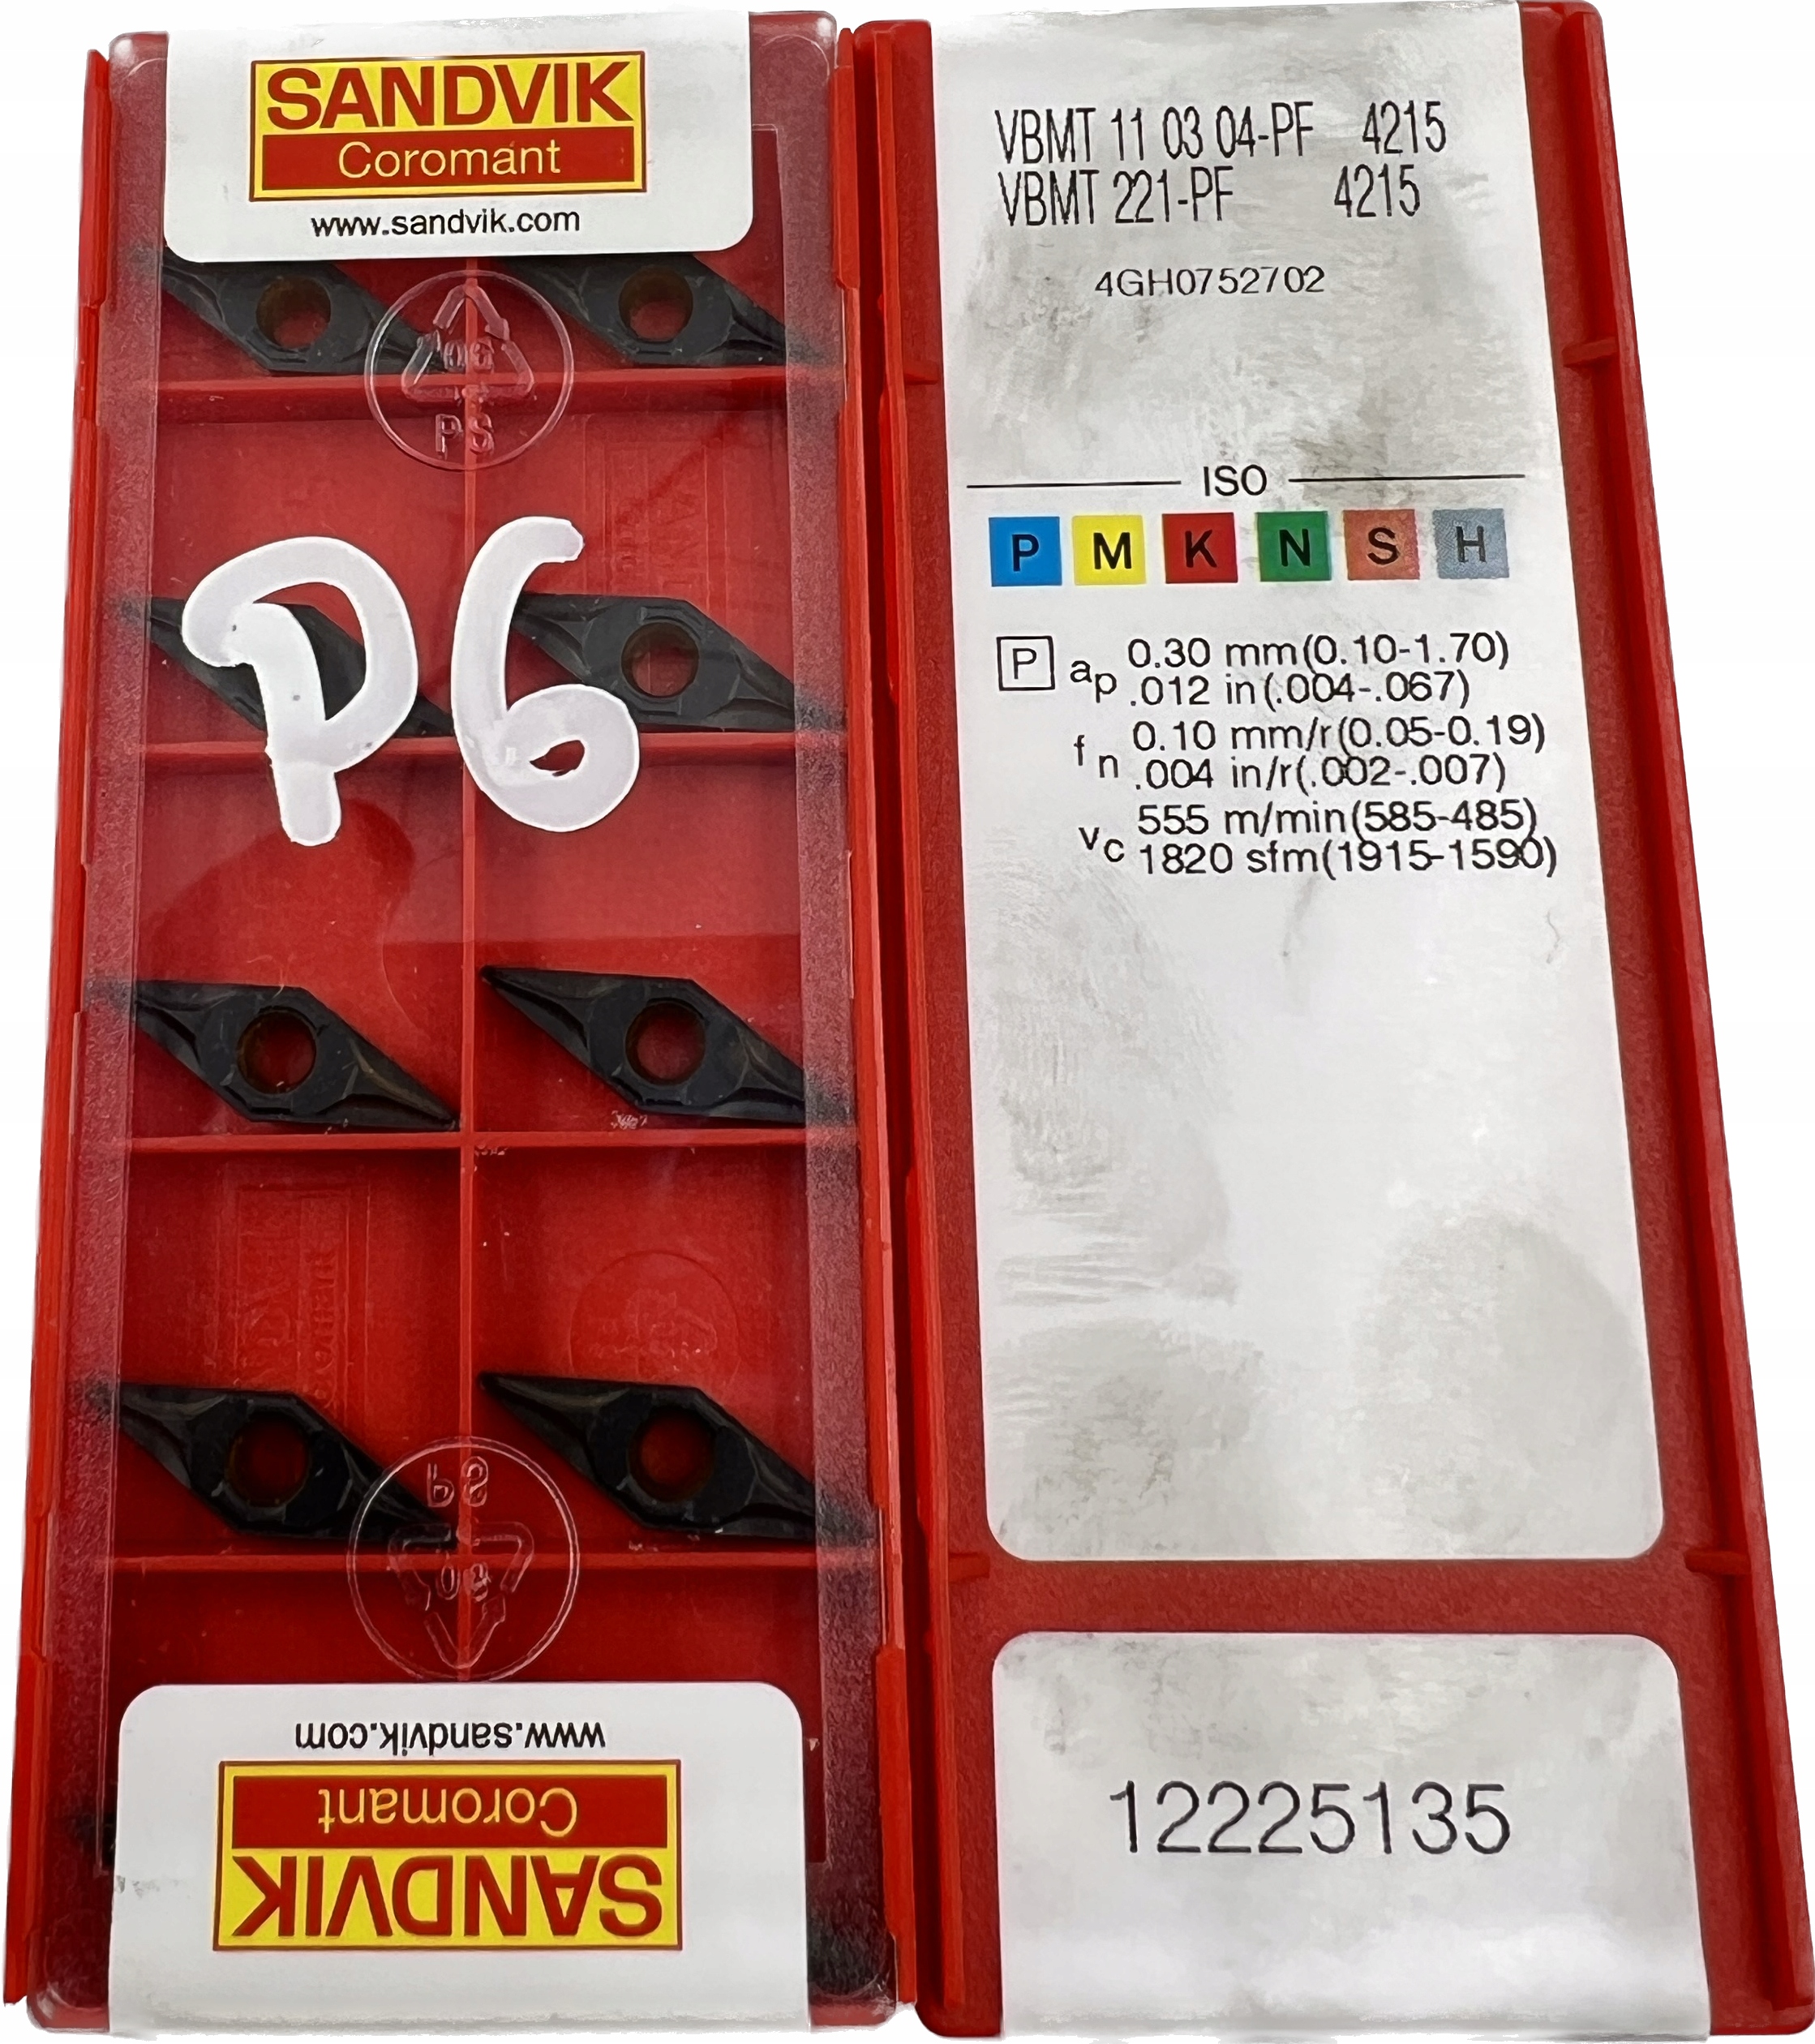 SANDVIK
Coromant
www.sandvik.com
PS
P6
PS
www.sandvik.com
Coromant
SANDVIK
VBMT 11 03 04-PF 4215
VBMT 221-PF 4215
4GH0752702
ISO
P M K N S H
P ap 0.30 mm(0.10-1.70)
.012 in(.004-.067)
fn 0.10 mm/r(0.05-0.19)
.004 in/r(.002-.007)
vc 555 m/min(585-485)
1820 sfm(1915-1590)
12225135